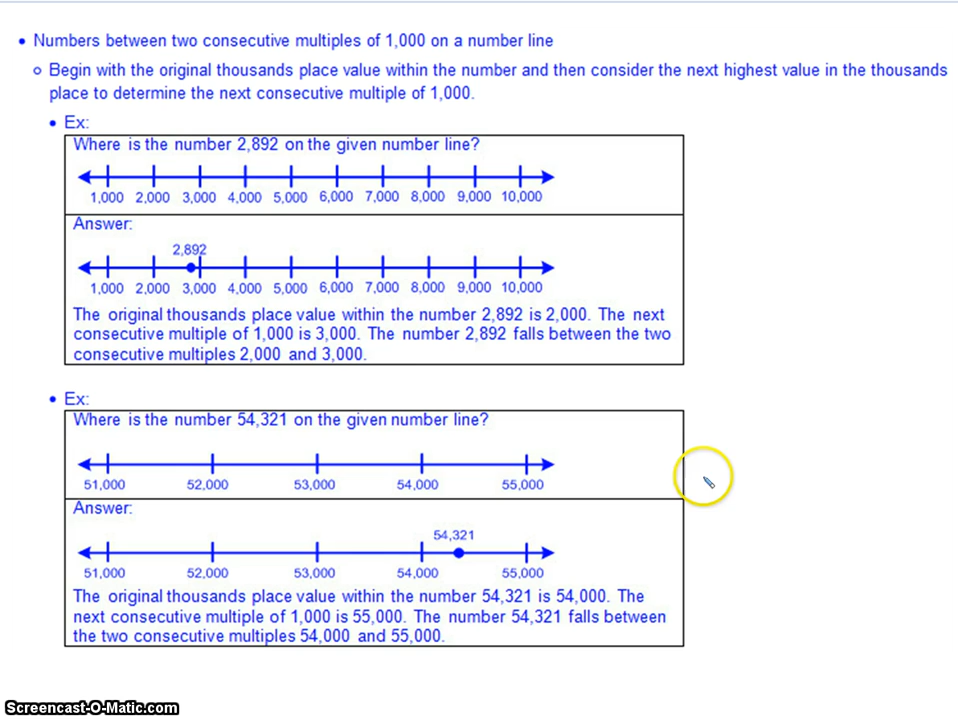 • Numbers between two consecutive multiples of 1,000 on a number line
o Begin with the original thousands place value within the number and then consider the next highest value in the thousands
place to determine the next consecutive multiple of 1,000.
• Ex:
Where is the number 2,892 on the given number line?
1,000 2,000 3,000 4,000 5,000 6,000 7,000 8,000 9,000 10,000
Answer:
2,892
1,000 2,000 3,000 4,000 5,000 6,000 7,000 8,000 9,000 10,000
The original thousands place value within the number 2,892 is 2,000. The next
consecutive multiple of 1,000 is 3,000. The number 2,892 falls between the two
consecutive multiples 2,000 and 3,000.
• Ex:
Where is the number 54,321 on the given number line?
51,000 52,000 53,000 54,000 55,000
Answer:
54,321
51,000 52,000 53,000 54,000 55,000
The original thousands place value within the number 54,321 is 54,000. The
next consecutive multiple of 1,000 is 55,000. The number 54,321 falls between
the two consecutive multiples 54,000 and 55,000.
Screencast-O-Matic.com